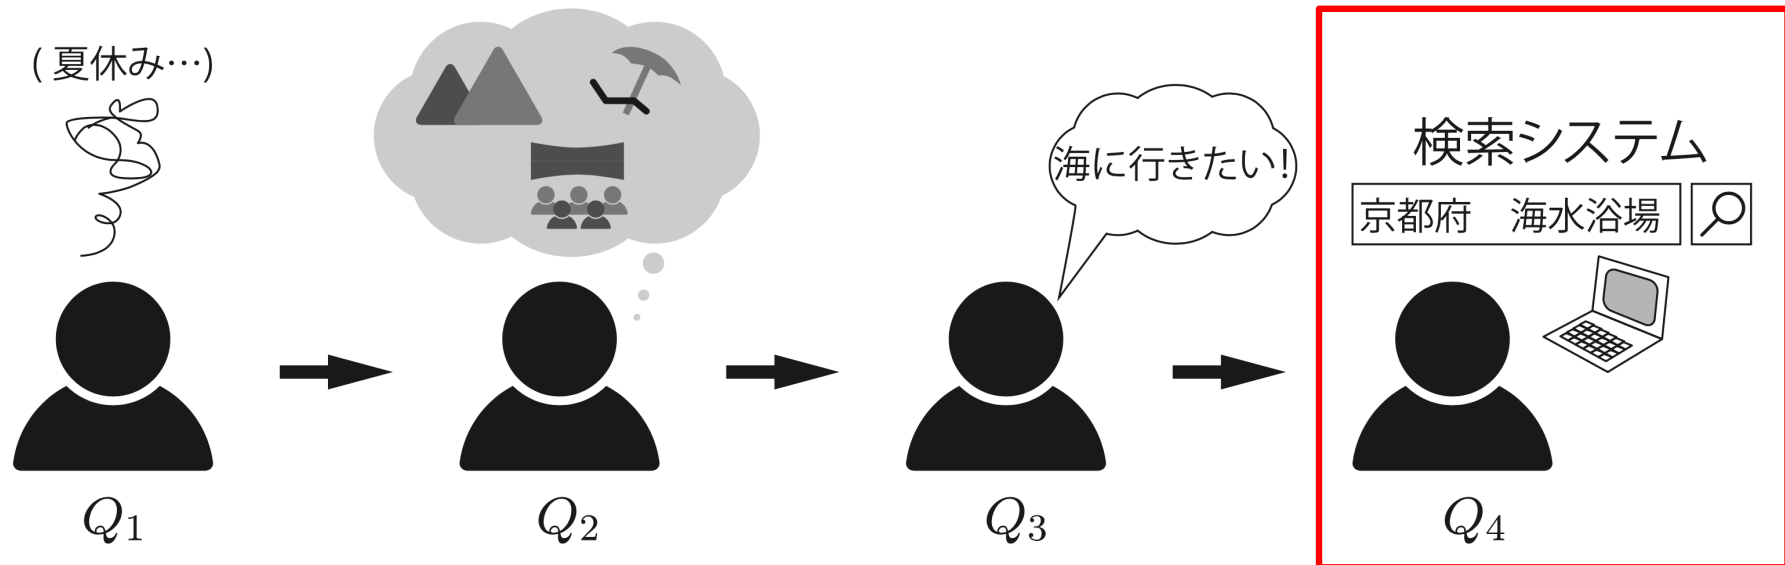 (夏休み…)
海に行きたい!
検索システム
京都府　海水浴場
Q1
Q2
Q3
Q4